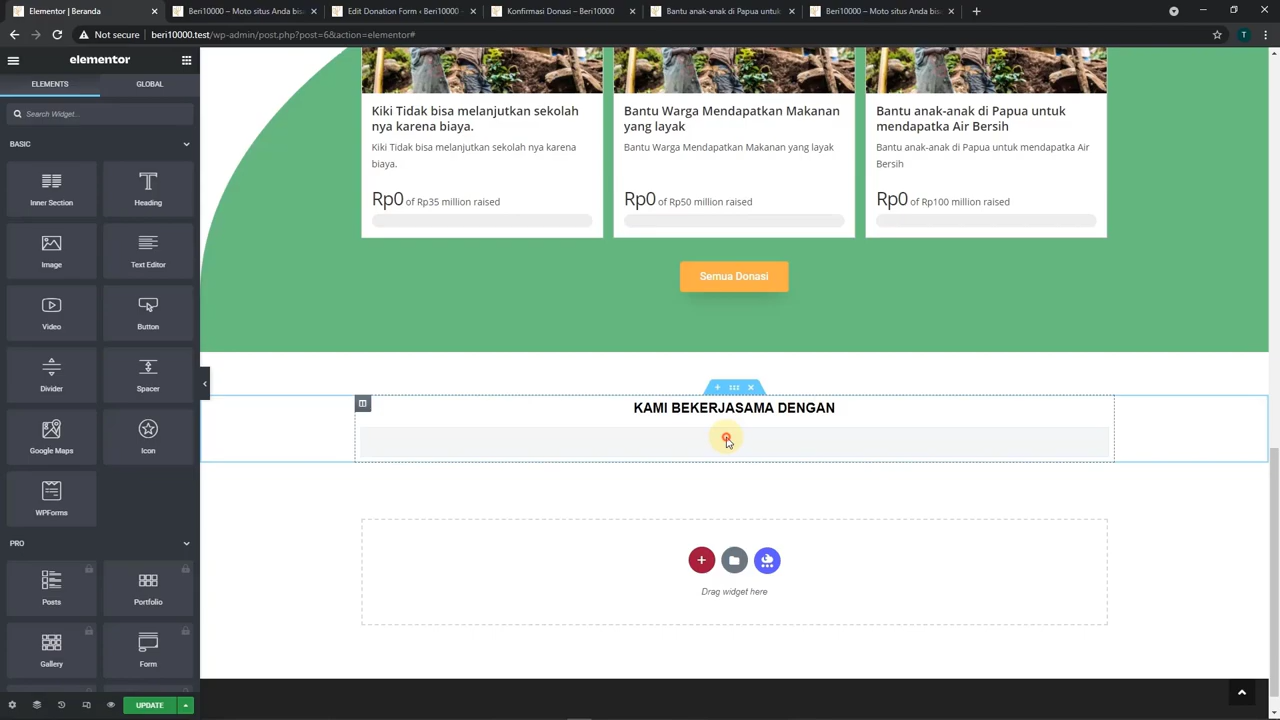 Elementor | Beranda
Beri10000 – Moto situs Anda bisa
Edit Donation Form ‹ Beri10000 –
Konfirmasi Donasi – Beri10000
Bantu anak-anak di Papua untuk
Beri10000 – Moto situs Anda bisa
Not secure
beri10000.test/wp-admin/post.php?post=6&action=elementor#
T
elementor
ELEMENTS
GLOBAL
Search Widget...
BASIC
Inner Section
Heading
Image
Text Editor
Video
Button
Divider
Spacer
Google Maps
Icon
WPForms
PRO
Posts
Portfolio
Gallery
Form
UPDATE
Kiki Tidak bisa melanjutkan sekolah
nya karena biaya.
Kiki Tidak bisa melanjutkan sekolah nya karena
biaya.
Rp0 of Rp35 million raised
Bantu Warga Mendapatkan Makanan
yang layak
Bantu Warga Mendapatkan Makanan yang layak
Rp0 of Rp50 million raised
Bantu anak-anak di Papua untuk
mendapatka Air Bersih
Bantu anak-anak di Papua untuk mendapatka Air
Bersih
Rp0 of Rp100 million raised
Semua Donasi
KAMI BEKERJASAMA DENGAN
Drag widget here